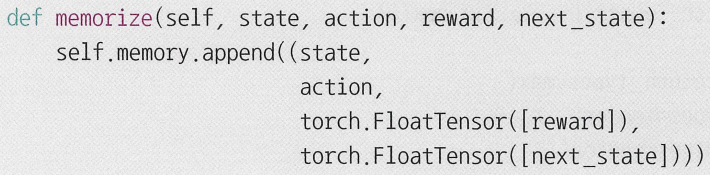 def memorize(self, state, action, reward, next_state):
    self.memory.append((state,
                        action,
                        torch.FloatTensor([reward]),
                        torch.FloatTensor([next_state])))